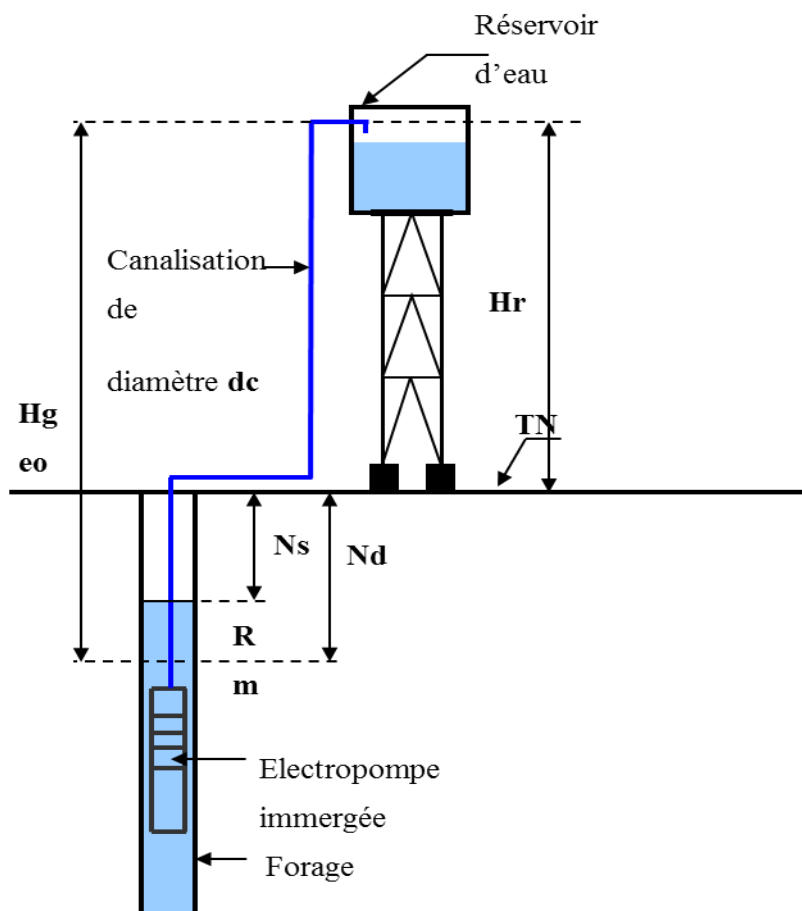 Réservoir
d’eau
Canalisation
de
diamètre dc
Hr
Hg
eo
TN
Ns
Nd
R
m
Electropompe
immergée
Forage